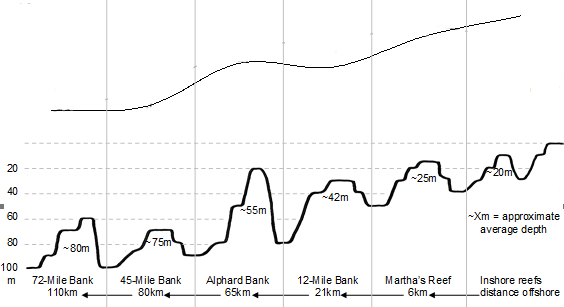 20
~20m
~25m
40
~42m
~55m
60
~Xm = approximate
average depth
80
~80m
~75m
100
m
72-Mile Bank
45-Mile Bank
Alphard Bank
12-Mile Bank
Martha's Reef
Inshore reefs
110km
80km
65km
21km
6km
distance offshore